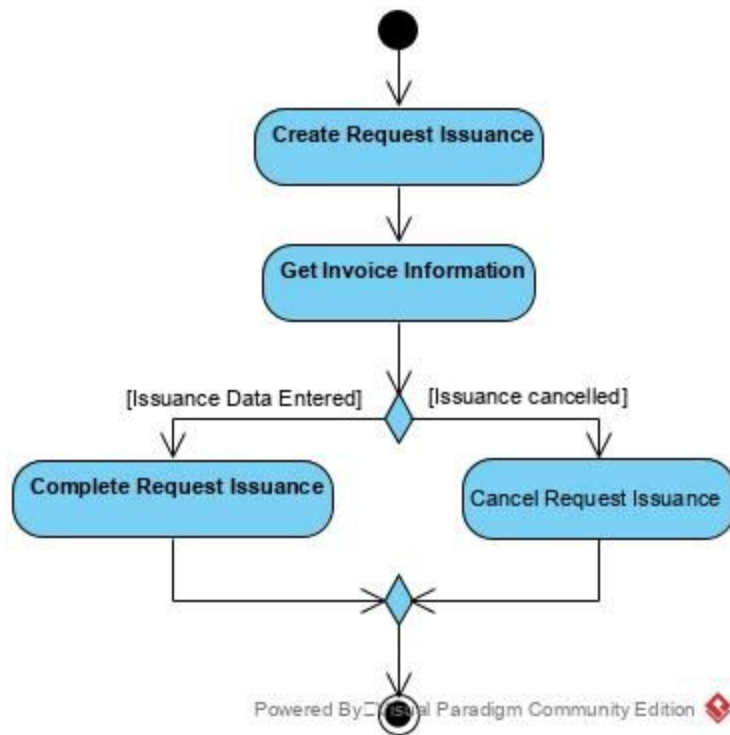 Create Request Issuance
Get Invoice Information
[Issuance Data Entered]
[Issuance cancelled]
Complete Request Issuance
Cancel Request Issuance
Powered By Visual Paradigm Community Edition